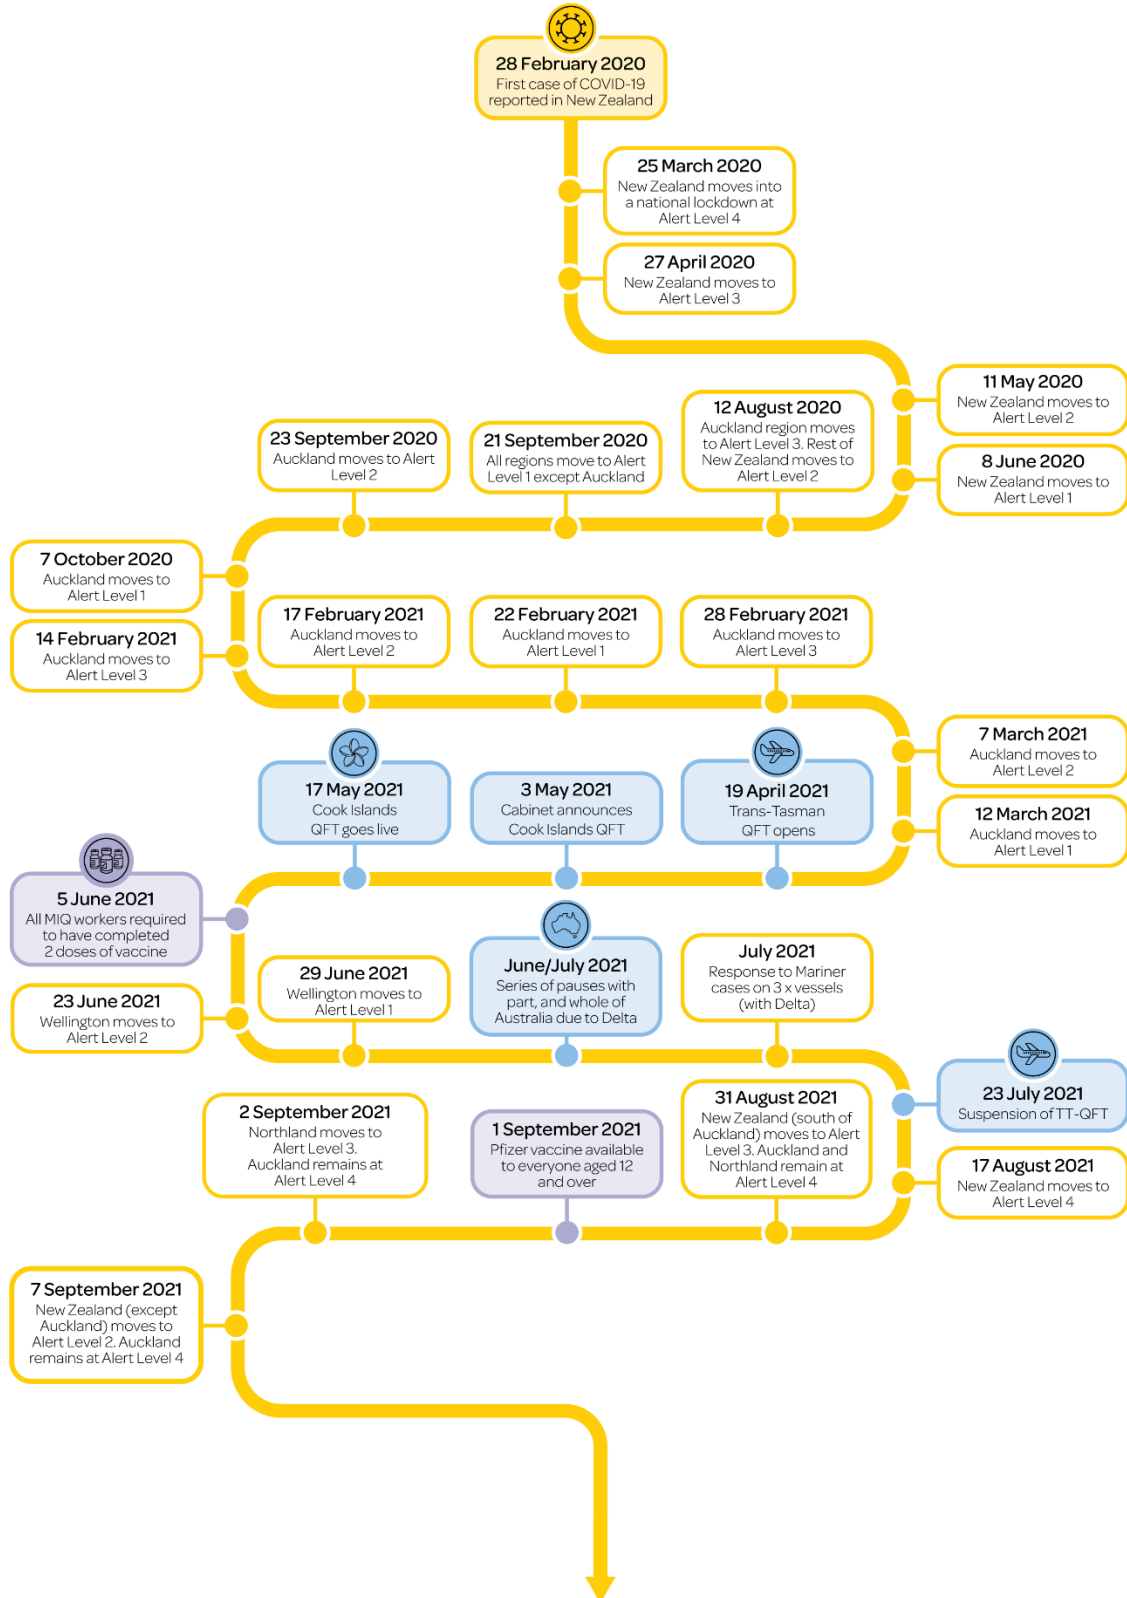 28 February 2020
First case of COVID-19
reported in New Zealand
25 March 2020
New Zealand moves into
a national lockdown at
Alert Level 4
27 April 2020
New Zealand moves to
Alert Level 3
11 May 2020
New Zealand moves to
Alert Level 2
8 June 2020
New Zealand moves to
Alert Level 1
12 August 2020
Auckland region moves
to Alert Level 3. Rest of
New Zealand moves to
Alert Level 2
21 September 2020
All regions move to Alert
Level 1 except Auckland
23 September 2020
Auckland moves to Alert
Level 2
7 October 2020
Auckland moves to
Alert Level 1
14 February 2021
Auckland moves to
Alert Level 3
17 February 2021
Auckland moves to
Alert Level 2
22 February 2021
Auckland moves to
Alert Level 1
28 February 2021
Auckland moves to
Alert Level 3
7 March 2021
Auckland moves to
Alert Level 2
12 March 2021
Auckland moves to
Alert Level 1
19 April 2021
Trans-Tasman
QFT opens
3 May 2021
Cabinet announces
Cook Islands QFT
17 May 2021
Cook Islands
QFT goes live
5 June 2021
All MIQ workers required
to have completed
2 doses of vaccine
23 June 2021
Wellington moves to
Alert Level 2
29 June 2021
Wellington moves to
Alert Level 1
June/July 2021
Series of pauses with
part, and whole of
Australia due to Delta
July 2021
Response to Mariner
cases on 3 x vessels
(with Delta)
23 July 2021
Suspension of TT-QFT
17 August 2021
New Zealand moves to
Alert Level 4
31 August 2021
New Zealand (south of
Auckland) moves to Alert
Level 3. Auckland and
Northland remain at
Alert Level 4
1 September 2021
Pfizer vaccine available
to everyone aged 12
and over
2 September 2021
Northland moves to
Alert Level 3.
Auckland remains at
Alert Level 4
7 September 2021
New Zealand (except
Auckland) moves to
Alert Level 2. Auckland
remains at Alert Level 4